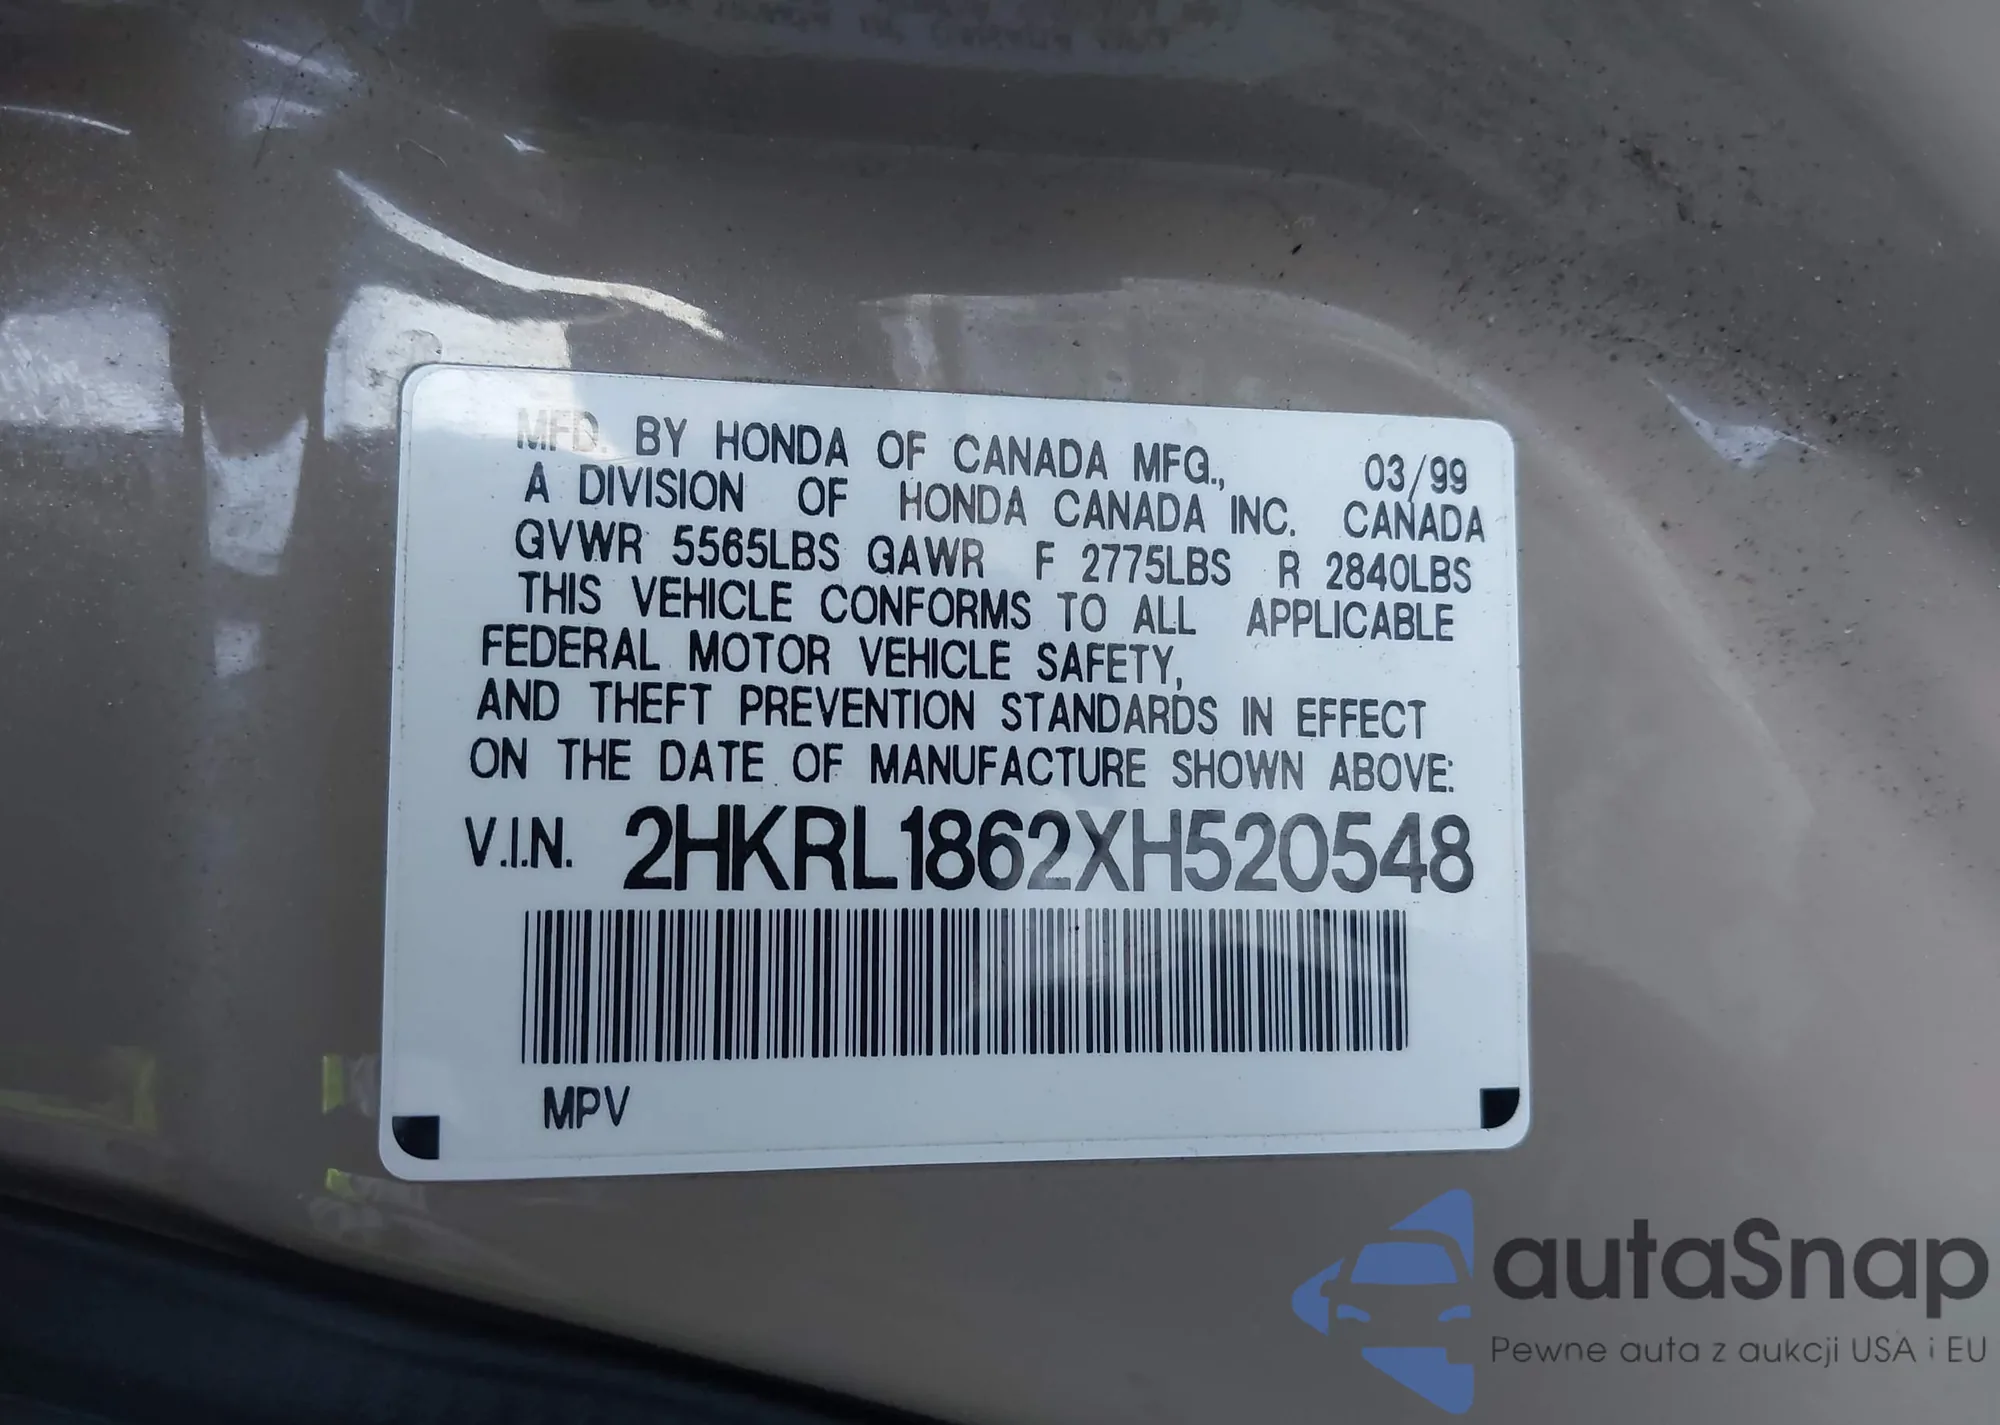 MFD. BY HONDA OF CANADA MFG., 03/99
A DIVISION OF HONDA CANADA INC. CANADA
GVWR 5565LBS GAWR F 2775LBS R 2840LBS
THIS VEHICLE CONFORMS TO ALL APPLICABLE
FEDERAL MOTOR VEHICLE SAFETY,
AND THEFT PREVENTION STANDARDS IN EFFECT
ON THE DATE OF MANUFACTURE SHOWN ABOVE:
V.I.N. 2HKRL1862XH520548
MPV
autaSnap
Pewne auta z aukcji USA i EU